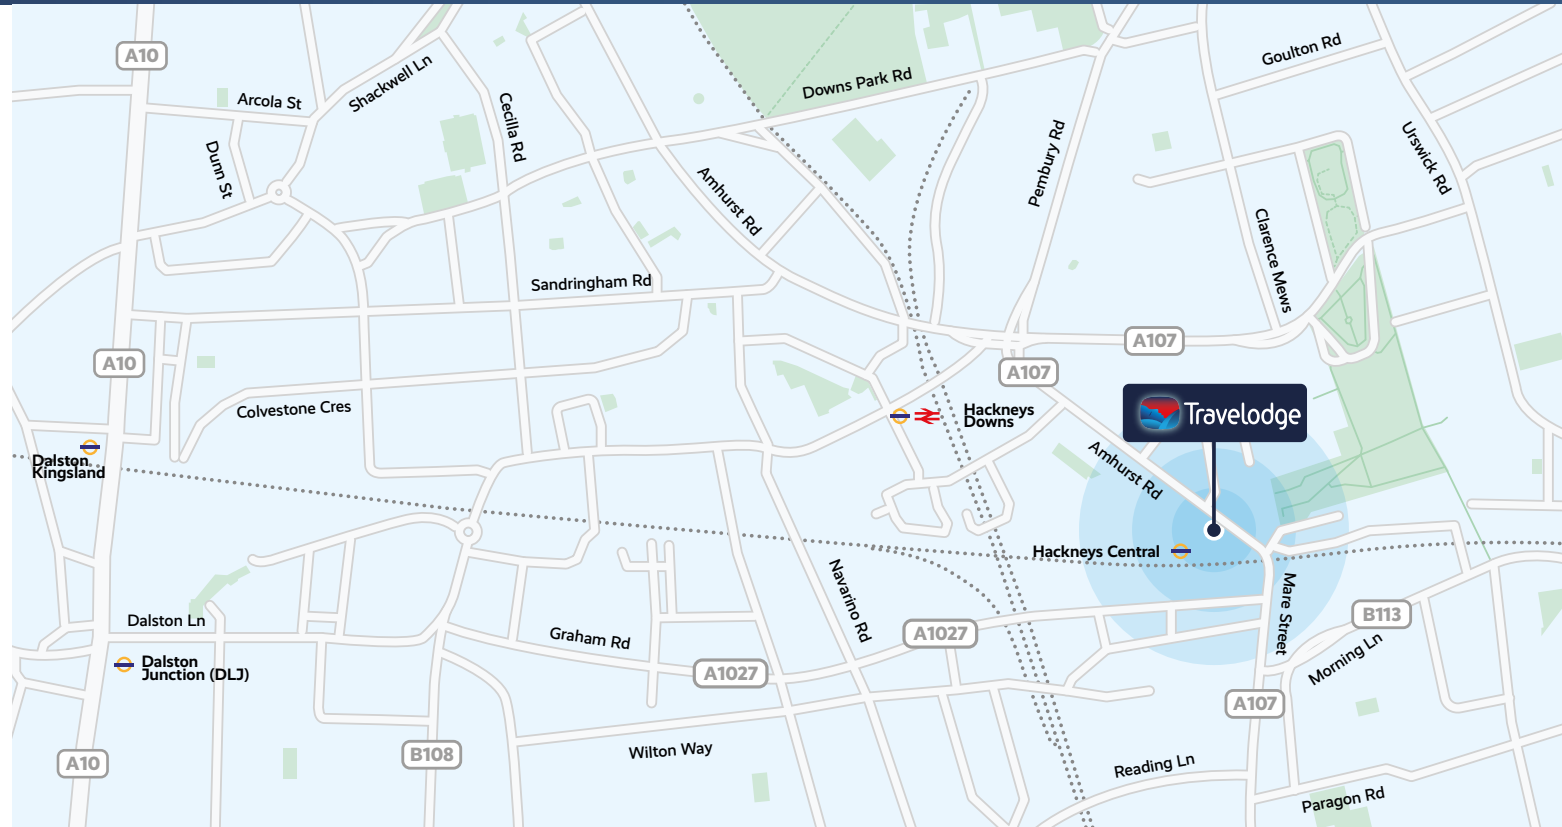 A10
Goulton Rd
Shackwell Ln
Downs Park Rd
Arcola St
Cecilla Rd
Pembury Rd
Urswick Rd
Dunn St
Amhurst Rd
Clarence Mews
Sandringham Rd
A107
A10
A107
Colvestone Cres
Hackneys
Downs
Travelodge
Dalston
Kingsland
Amhurst Rd
Hackneys Central
Navarino Rd
Mare Street
Dalston Ln
B113
Graham Rd
A1027
Morning Ln
Dalston
Junction (DLJ)
A1027
A107
Wilton Way
B108
A10
Reading Ln
Paragon Rd